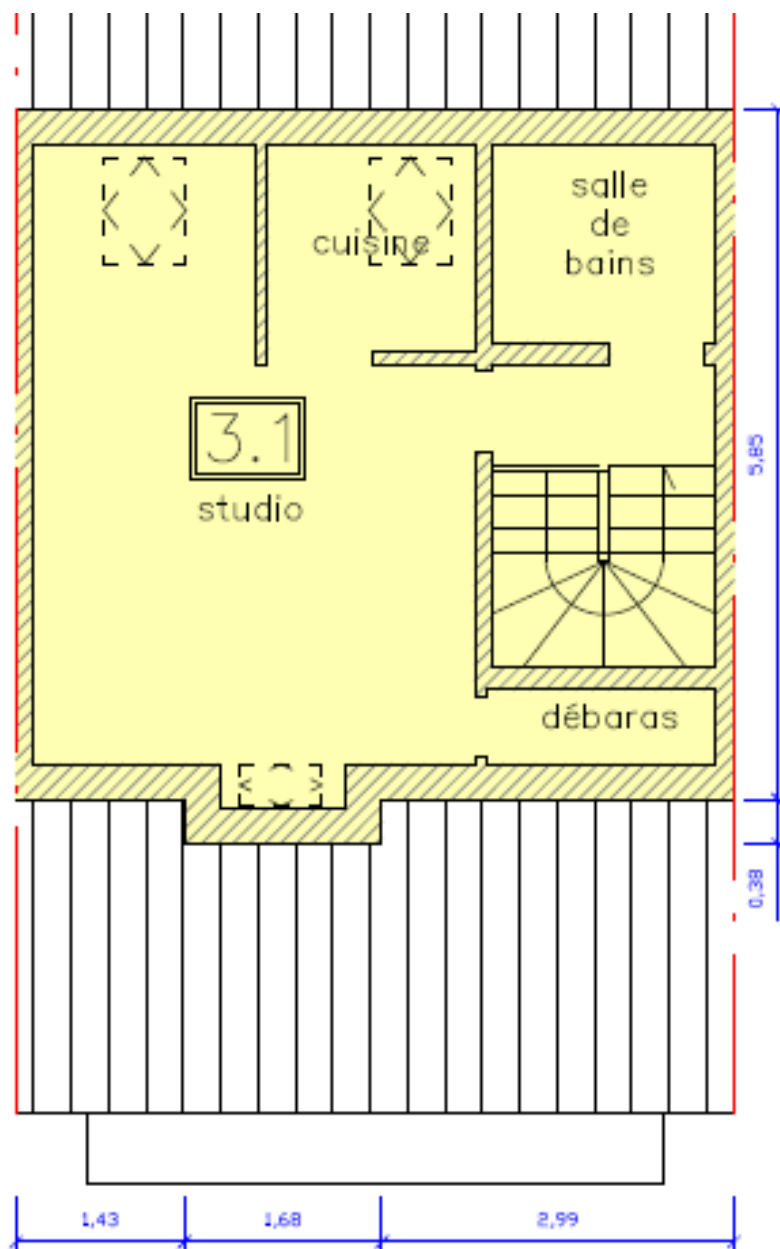 salle
de
bains
cuisine
3.1
studio
5,85
débaras
0,38
1,43
1,68
2,99